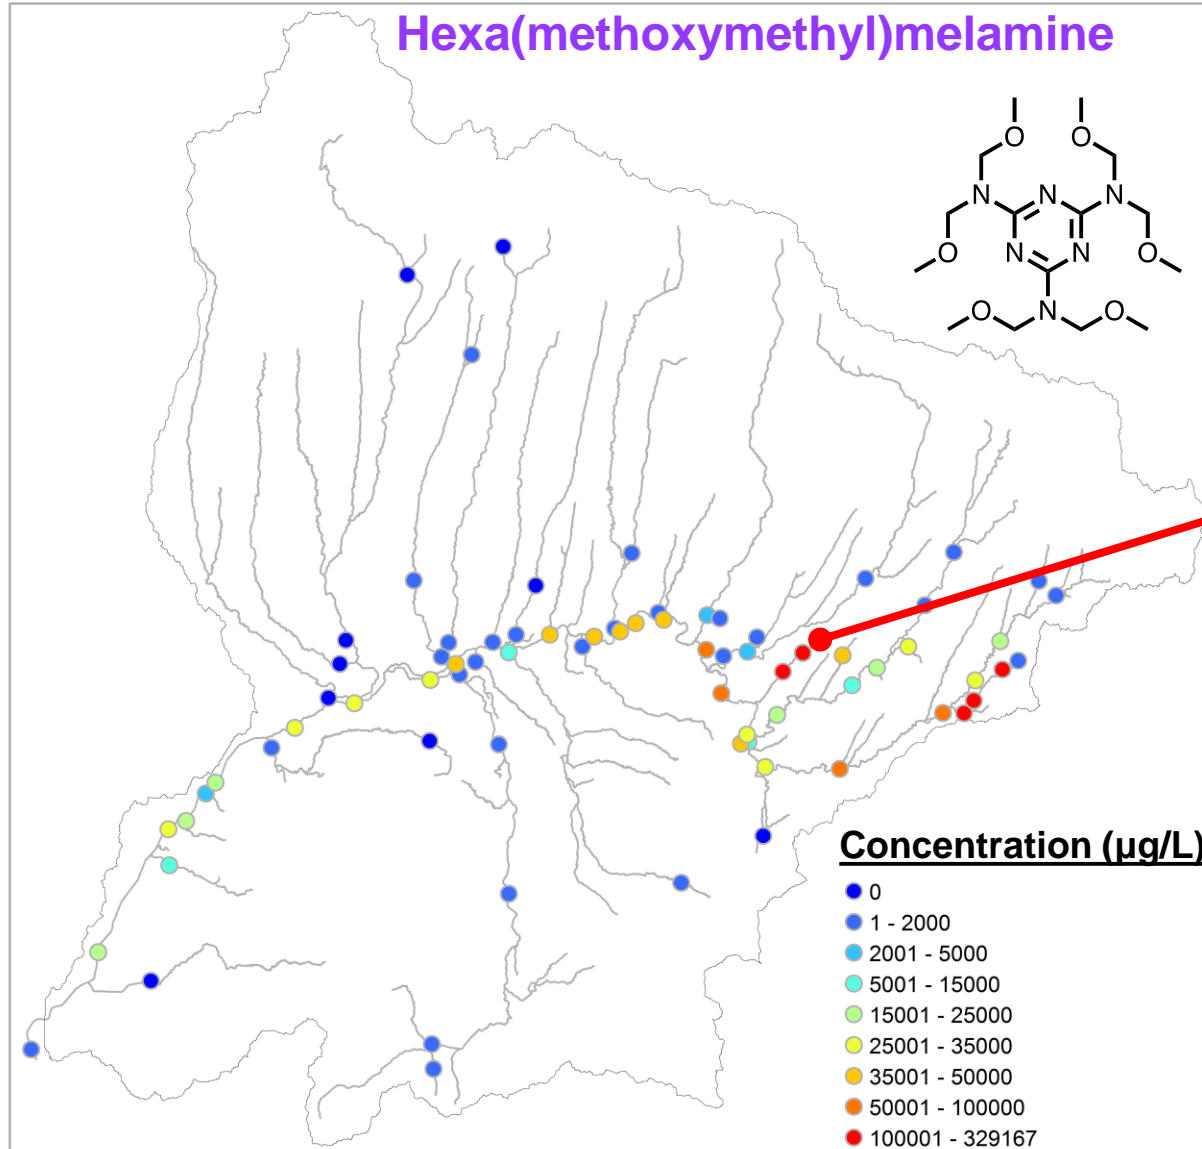 Hexa(methoxymethyl)melamine
O O
N N N
O N N O
O N O
Concentration (µg/L)
0
1 - 2000
2001 - 5000
5001 - 15000
15001 - 25000
25001 - 35000
35001 - 50000
50001 - 100000
100001 - 329167